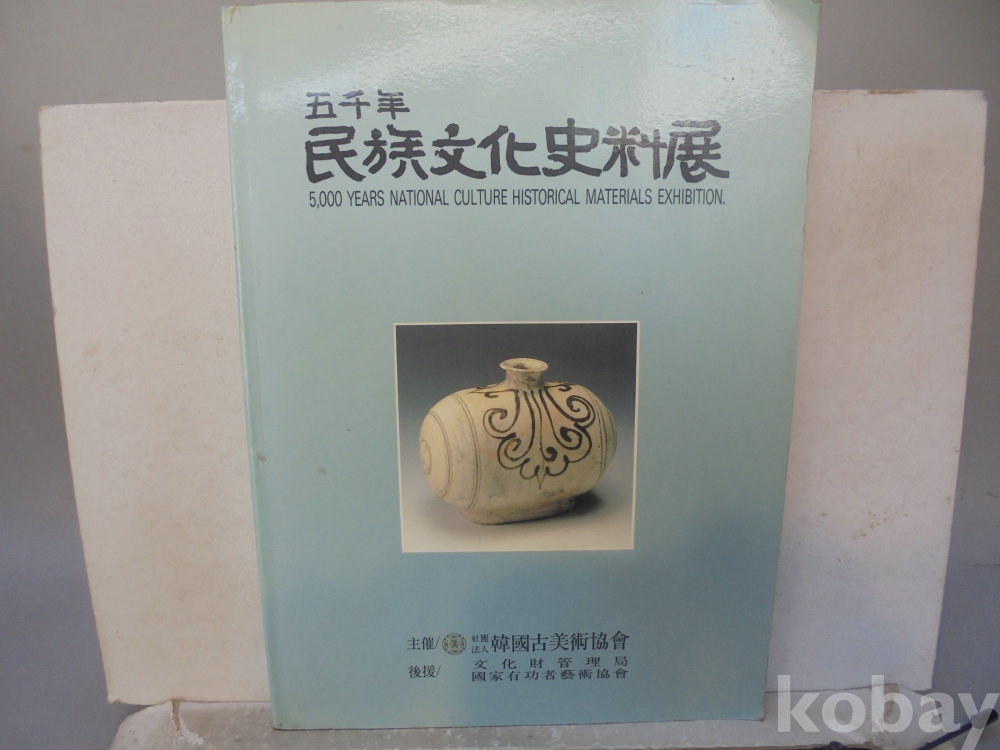 五千年
民族文化史料展
5,000 YEARS NATIONAL CULTURE HISTORICAL MATERIALS EXHIBITION.
主催/ 社團法人 韓國古美術協會
後援/ 文化財管理局
國家有功者藝術協會
kobay